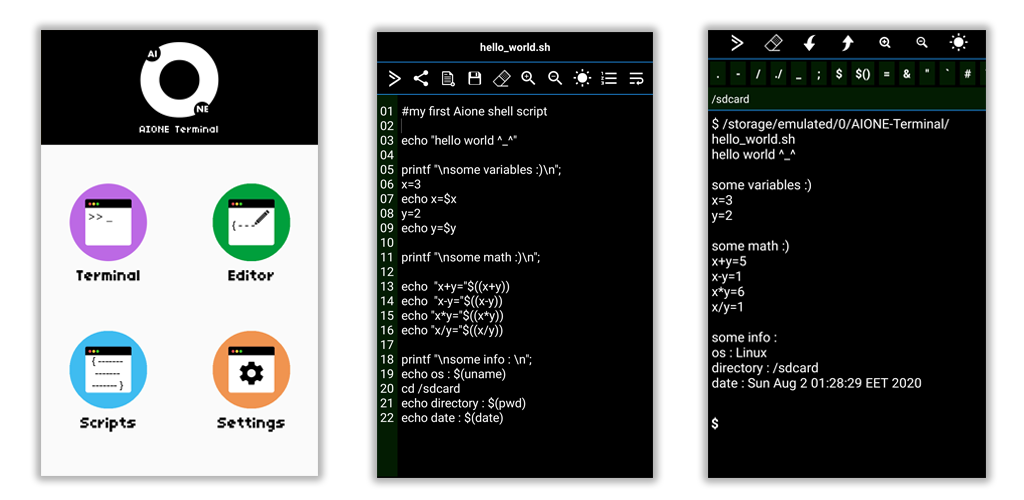 AI
NE
AIONE Terminal
>>_
{---
Terminal
Editor
{ -------
-------
------- }
Scripts
Settings
hello_world.sh
01 #my first Aione shell script
02
03 echo "hello world ^_^"
04
05 printf "\nsome variables :)\n";
06 x=3
07 echo x=$x
08 y=2
09 echo y=$y
10
11 printf "\nsome math :)\n";
12
13 echo  "x+y="$((x+y))
14 echo  "x-y="$((x-y))
15 echo "x*y="$((x*y))
16 echo "x/y="$((x/y))
17
18 printf "\nsome info : \n";
19 echo os : $(uname)
20 cd /sdcard
21 echo directory : $(pwd)
22 echo date : $(date)
. - / ./ _ ; $ $() = & " ` #
/sdcard
$ /storage/emulated/0/AIONE-Terminal/
hello_world.sh
hello world ^_^
some variables :)
x=3
y=2
some math :)
x+y=5
x-y=1
x*y=6
x/y=1
some info :
os : Linux
directory : /sdcard
date : Sun Aug 2 01:28:29 EET 2020
$